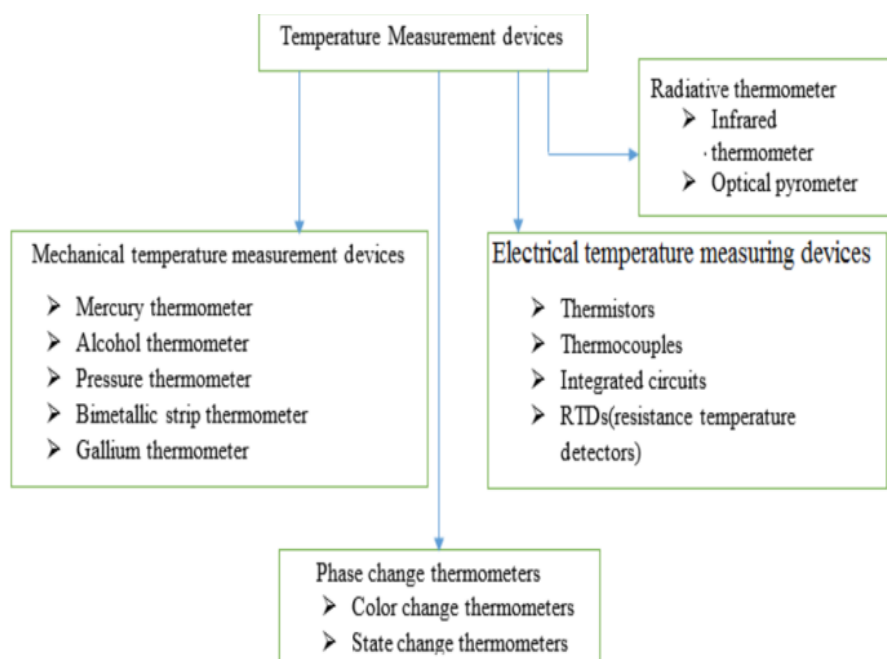 Temperature Measurement devices
Radiative thermometer
➤ Infrared
thermometer
➤ Optical pyrometer
Mechanical temperature measurement devices
➤ Mercury thermometer
➤ Alcohol thermometer
➤ Pressure thermometer
➤ Bimetallic strip thermometer
➤ Gallium thermometer
Electrical temperature measuring devices
➤ Thermistors
➤ Thermocouples
➤ Integrated circuits
➤ RTDs(resistance temperature
detectors)
Phase change thermometers
➤ Color change thermometers
➤ State change thermometers